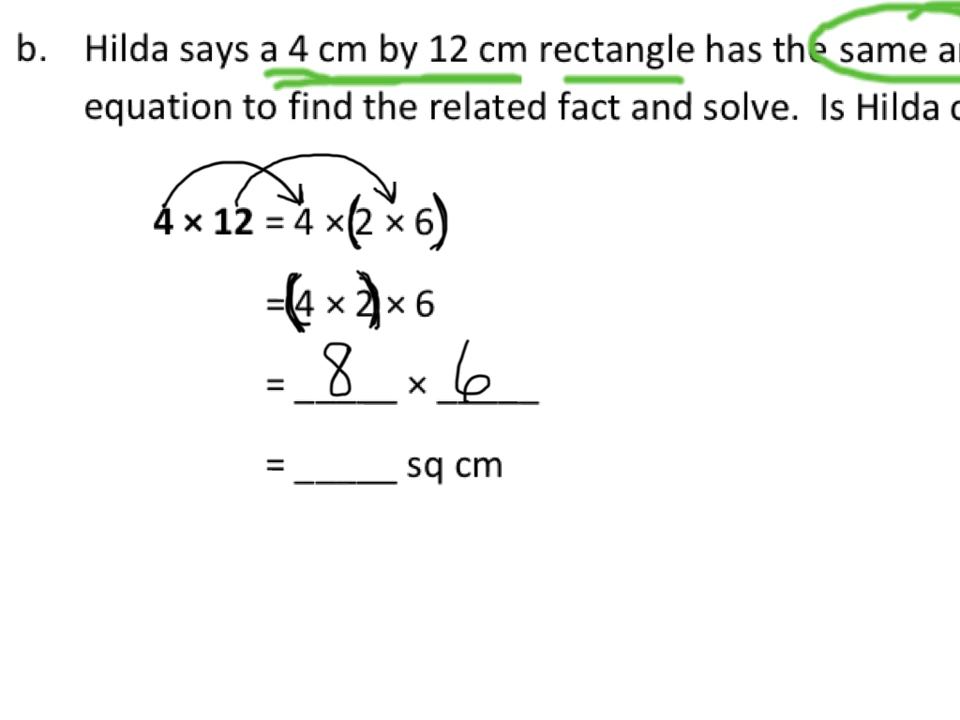 b. Hilda says a 4 cm by 12 cm rectangle has the same
equation to find the related fact and solve. Is Hilda
4 × 12 = 4 × (2 × 6)
= (4 × 2) × 6
= 8 × 6
= _____ sq cm